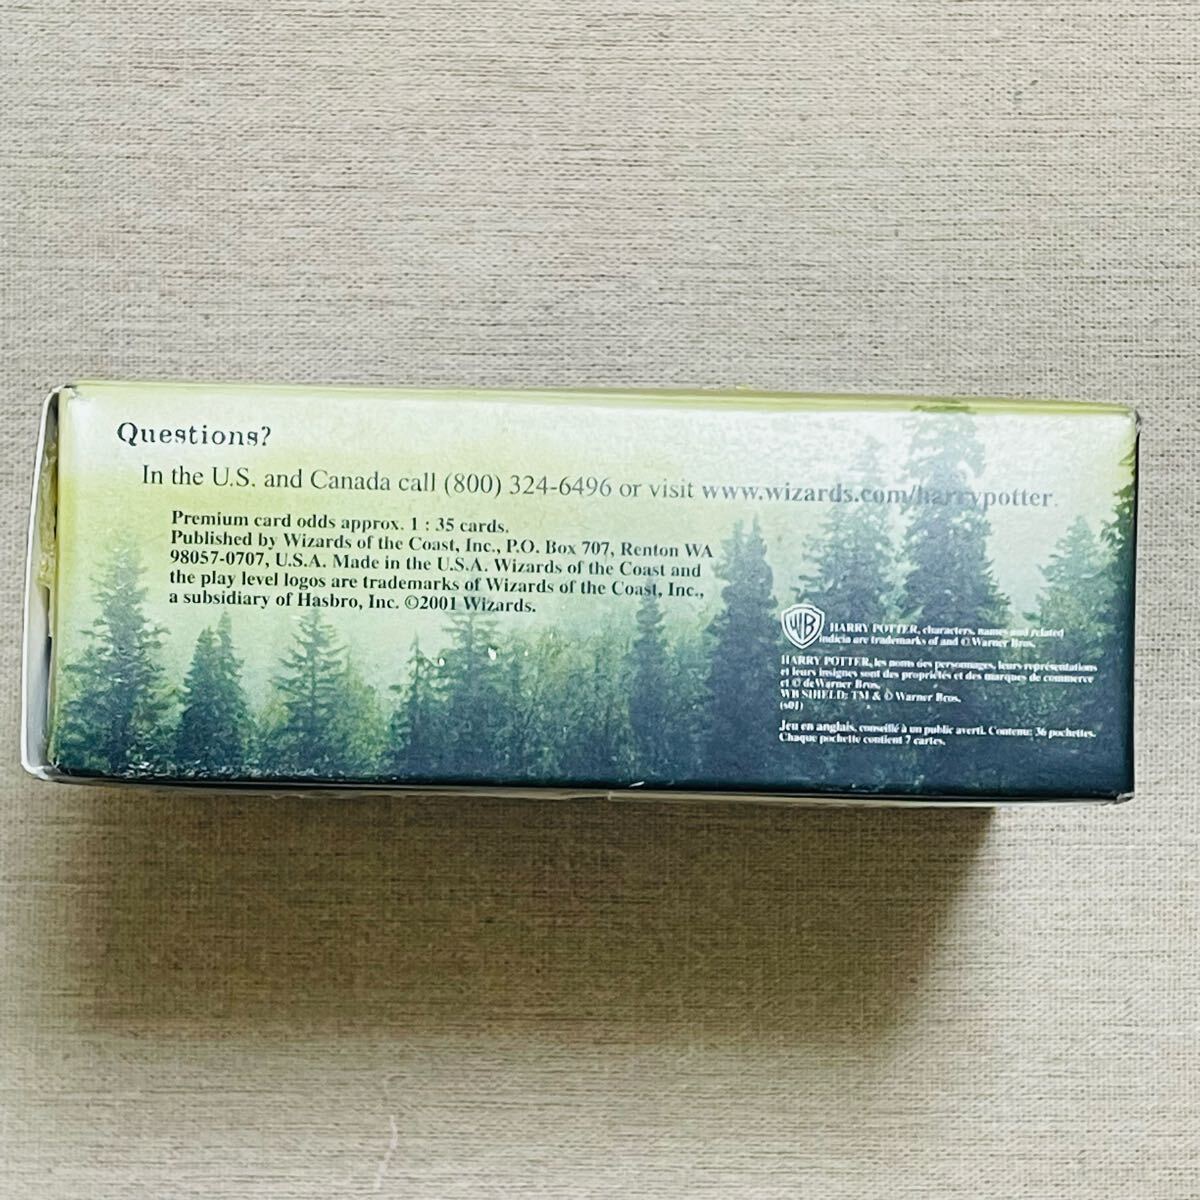 Questions?
In the U.S. and Canada call (800) 324-6496 or visit www.wizards.com/harrypotter.
Premium card odds approx. 1 : 35 cards.
Published by Wizards of the Coast, Inc., P.O. Box 707, Renton WA
98057-0707, U.S.A. Made in the U.S.A. Wizards of the Coast and
the play level logos are trademarks of Wizards of the Coast, Inc.,
a subsidiary of Hasbro, Inc. ©2001 Wizards.
WB
HARRY POTTER, characters, names and related
indicia are trademarks of and © Warner Bros.
HARRY POTTER, les noms des personnages, leurs représentations
et leurs insignes sont des propriétés et des marques de commerce
et © de Warner Bros.
WB SHIELD: TM & © Warner Bros.
(s01)
Jeu en anglais, conseillé à un public averti. Contenu: 36 pochettes.
Chaque pochette contient 7 cartes.